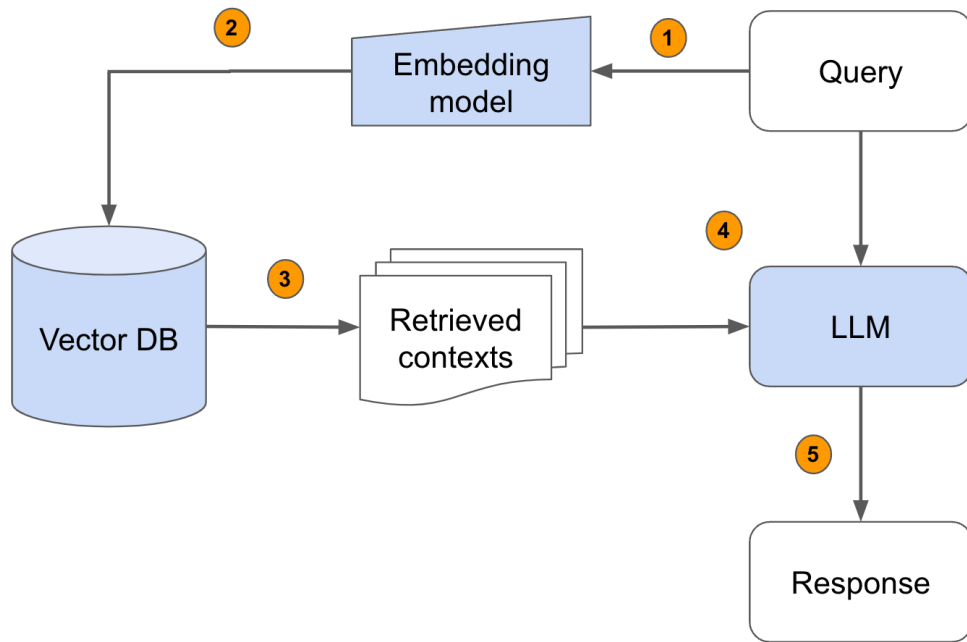 2
1
Embedding
model
Query
4
3
Vector DB
Retrieved
contexts
LLM
5
Response